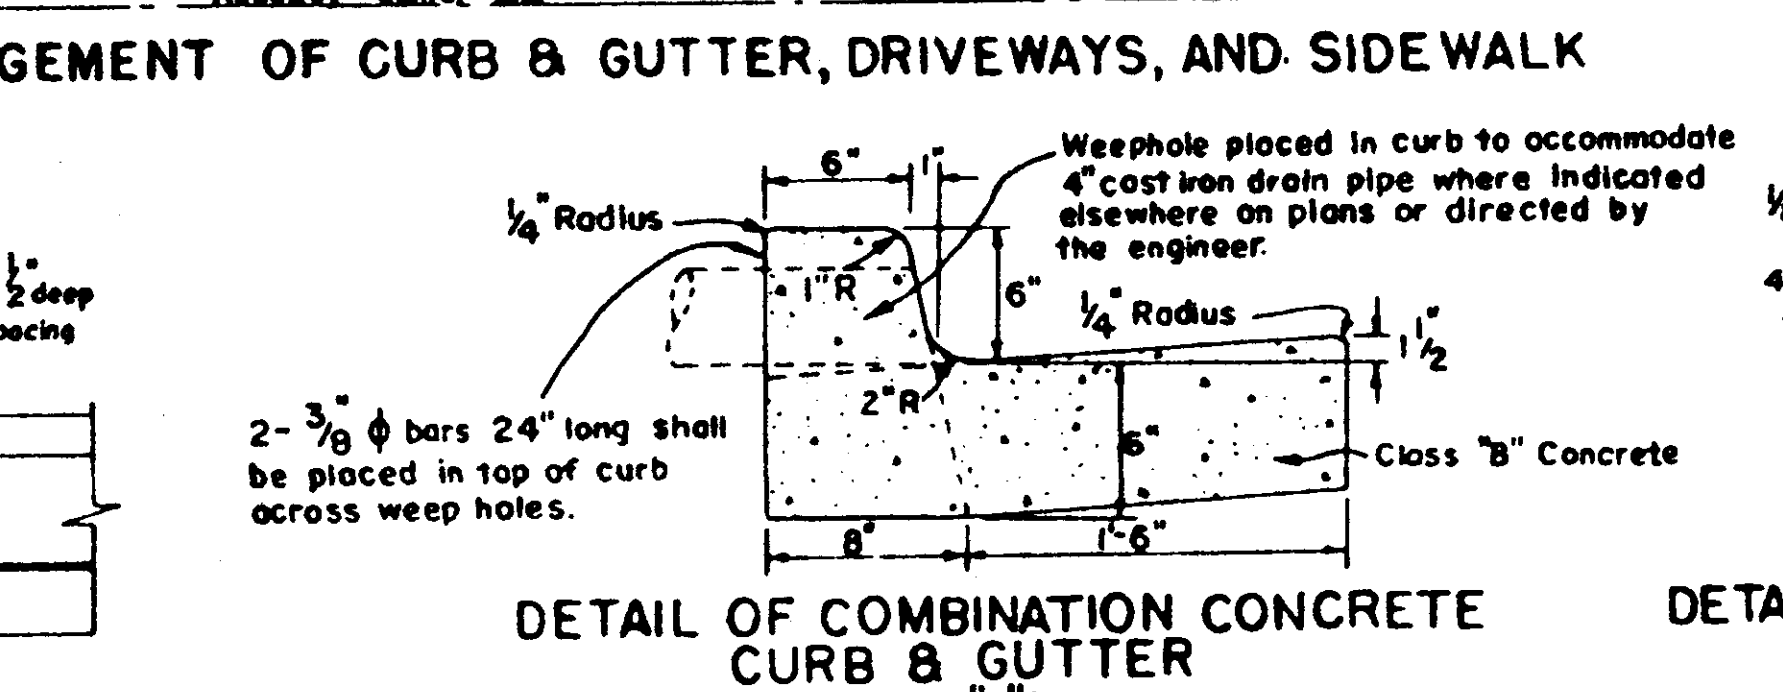 GEMENT OF CURB & GUTTER, DRIVEWAYS, AND SIDEWALK
6"
1"
Weephole placed in curb to accommodate
4" cast iron drain pipe where indicated
elsewhere on plans or directed by
the engineer.
1/4" Radius
1"R
6"
1/4" Radius
1 1/2"
1/2" deep
pacing
2"R
2- 3/8" ϕ bars 24" long shall
be placed in top of curb
across weep holes.
6"
Class "B" Concrete
8"
1'-6"
DETAIL OF COMBINATION CONCRETE
CURB & GUTTER
DETA